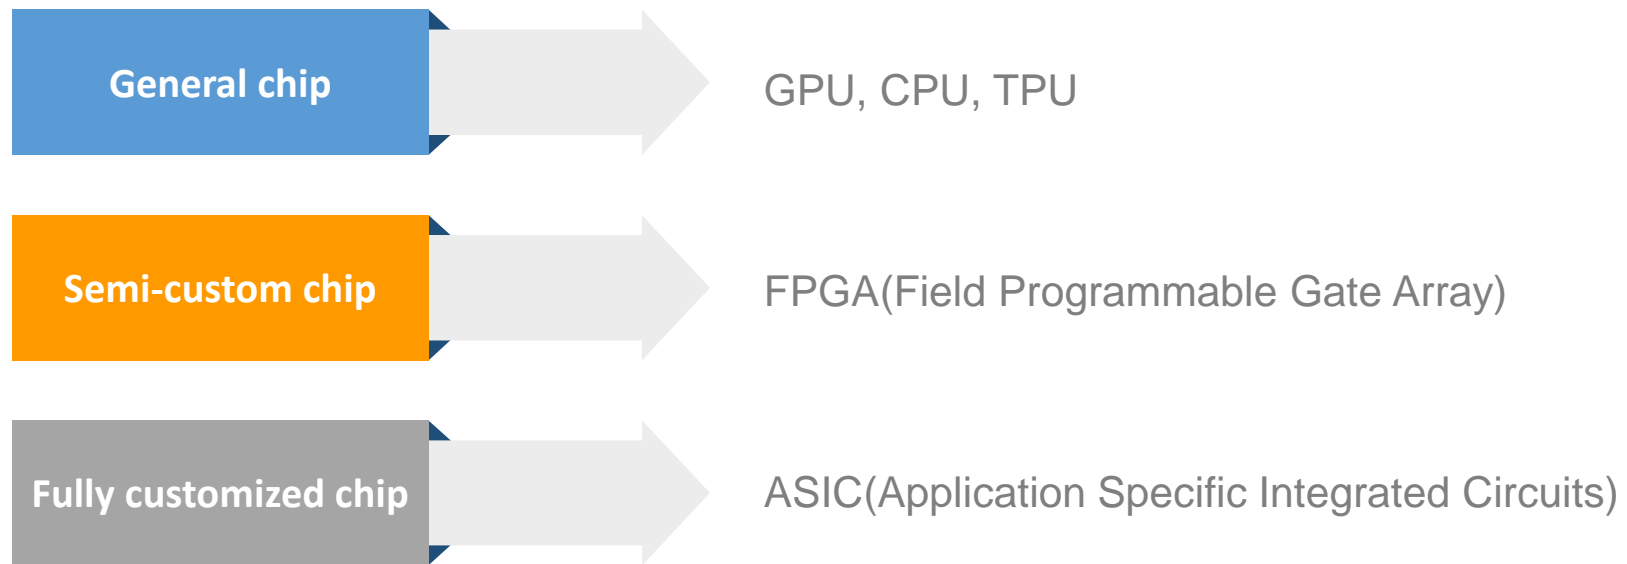 General chip
GPU, CPU, TPU
Semi-custom chip
FPGA(Field Programmable Gate Array)
Fully customized chip
ASIC(Application Specific Integrated Circuits)